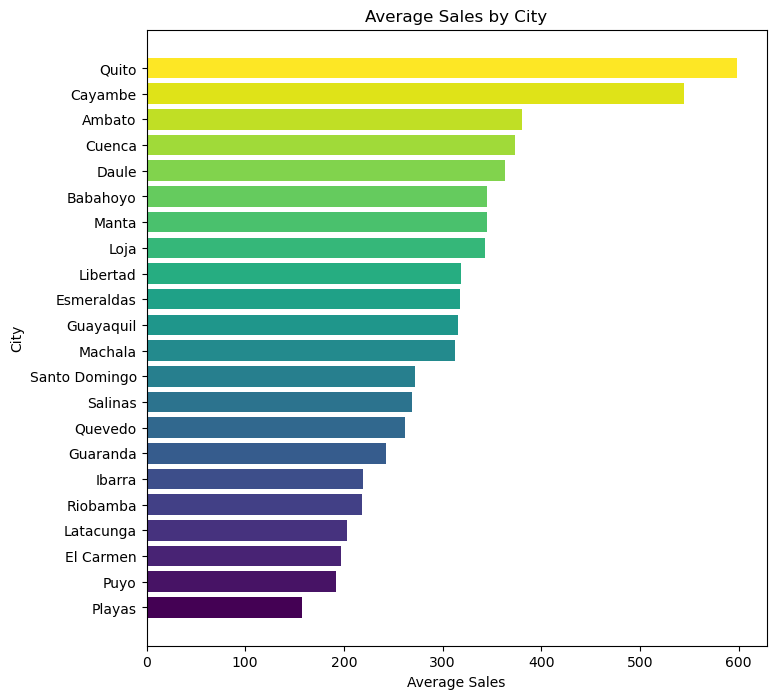 Average Sales by City
Quito
Cayambe
Ambato
Cuenca
Daule
Babahoyo
Manta
Loja
Libertad
Esmeraldas
Guayaquil
Machala
Santo Domingo
Salinas
Quevedo
Guaranda
Ibarra
Riobamba
Latacunga
El Carmen
Puyo
Playas
City
0 100 200 300 400 500 600
Average Sales